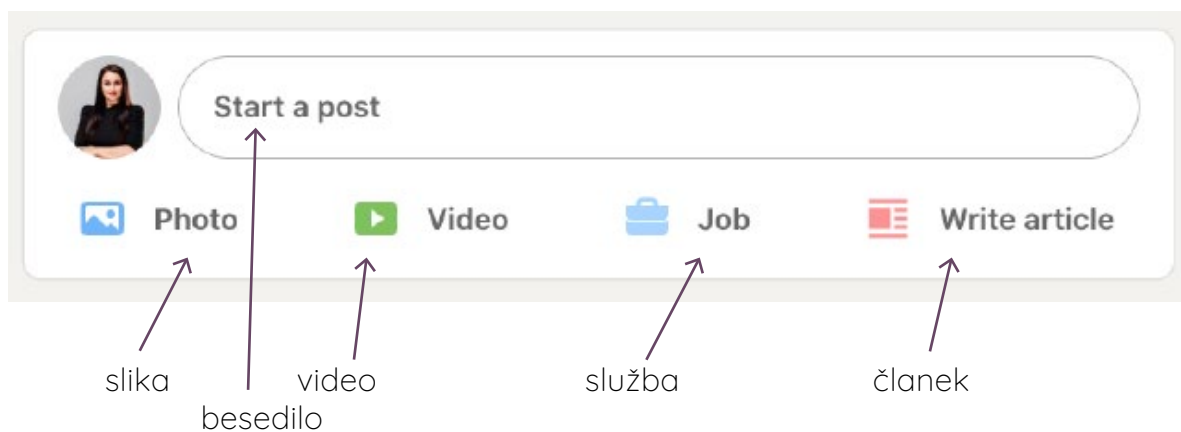 Start a post
Photo Video Job Write article
slika video služba članek
besedilo